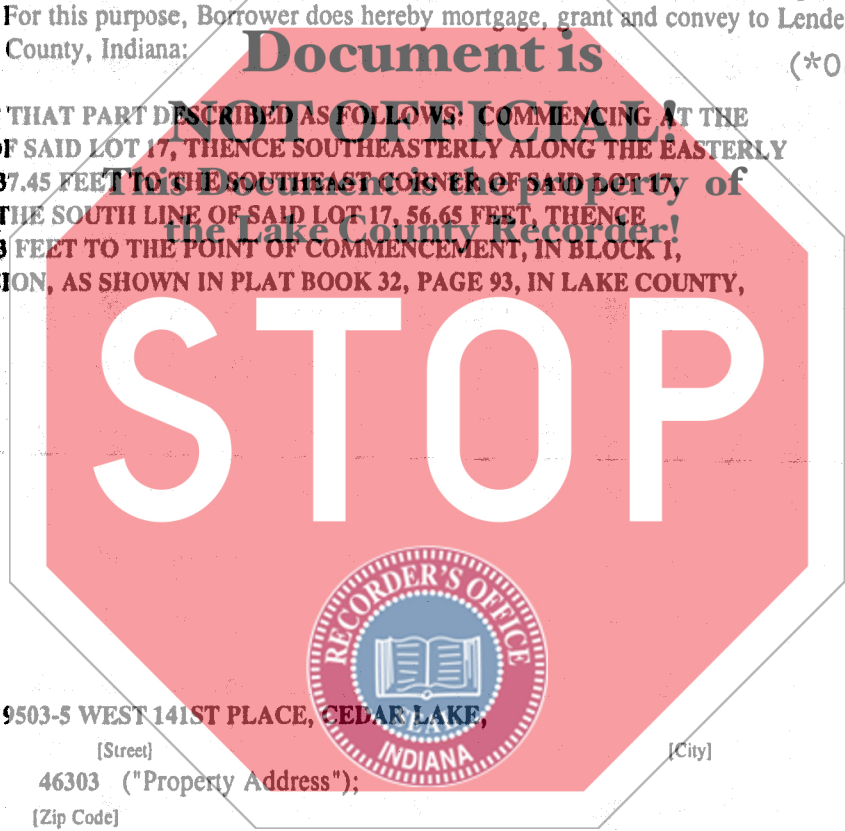 For this purpose, Borrower does hereby mortgage, grant and convey to Lende
County, Indiana:
Document is
(*O
THAT PART DESCRIBED AS FOLLOWS: COMMENCING AT THE
NOT OFFICIAL!
OF SAID LOT 17, THENCE SOUTHEASTERLY ALONG THE EASTERLY
37.45 FEET TO THE SOUTHEAST CORNER OF SAID LOT 17,
This Document is the property of
THE SOUTH LINE OF SAID LOT 17, 56.65 FEET, THENCE
the Lake County Recorder!
FEET TO THE POINT OF COMMENCEMENT, IN BLOCK 1,
ION, AS SHOWN IN PLAT BOOK 32, PAGE 93, IN LAKE COUNTY,
STOP
RECORDER'S OFFICE
SEAL
INDIANA
9503-5 WEST 141ST PLACE, CEDAR LAKE,
[Street] [City]
46303 ("Property Address");
[Zip Code]